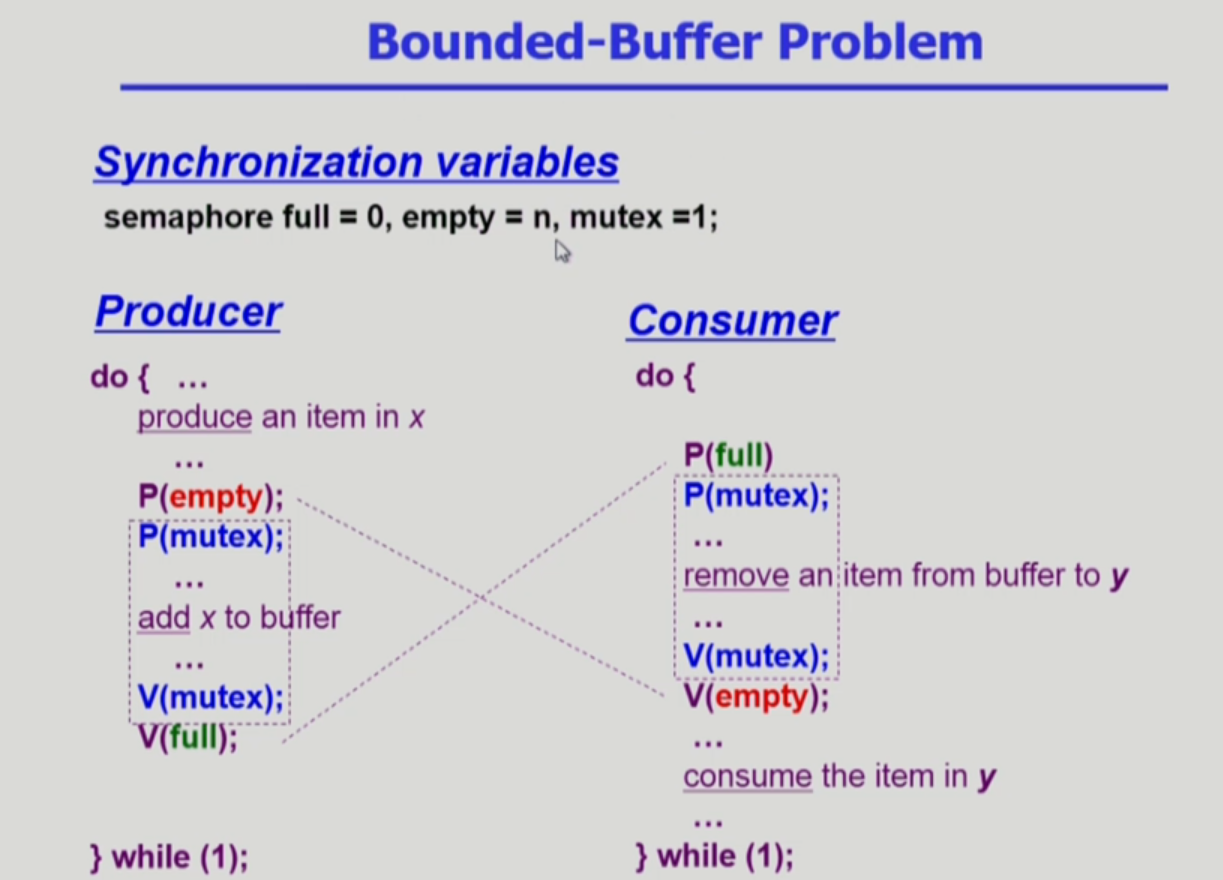 Bounded-Buffer Problem
Synchronization variables
semaphore full = 0, empty = n, mutex =1;
Producer
do { ...
produce an item in x
...
P(empty);
P(mutex);
...
add x to buffer
...
V(mutex);
V(full);
} while (1);
Consumer
do {
P(full)
P(mutex);
...
remove an item from buffer to y
...
V(mutex);
V(empty);
...
consume the item in y
...
} while (1);